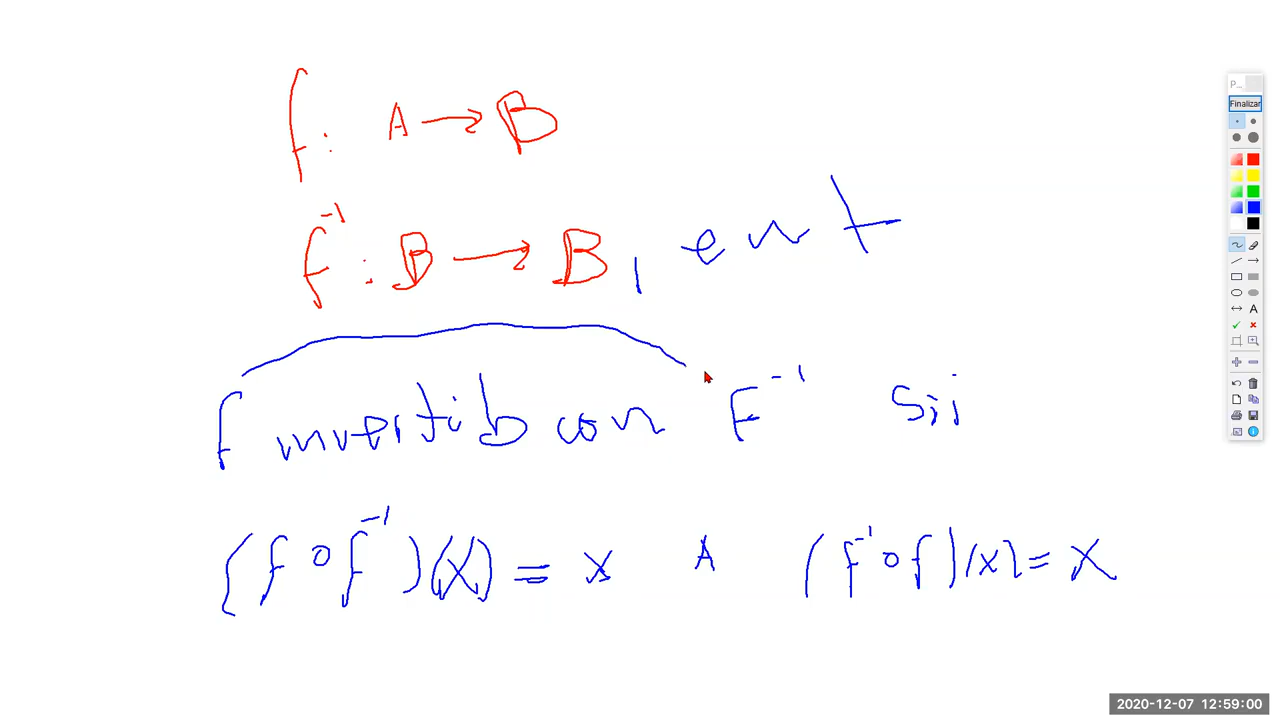 f: A → B
f⁻¹: B → B, ent
f invertib con F⁻¹ sii
(f o f⁻¹)(x) = x A (f⁻¹ o f)(x) = x
P...
Finalizar
A
2020-12-07 12:59:00